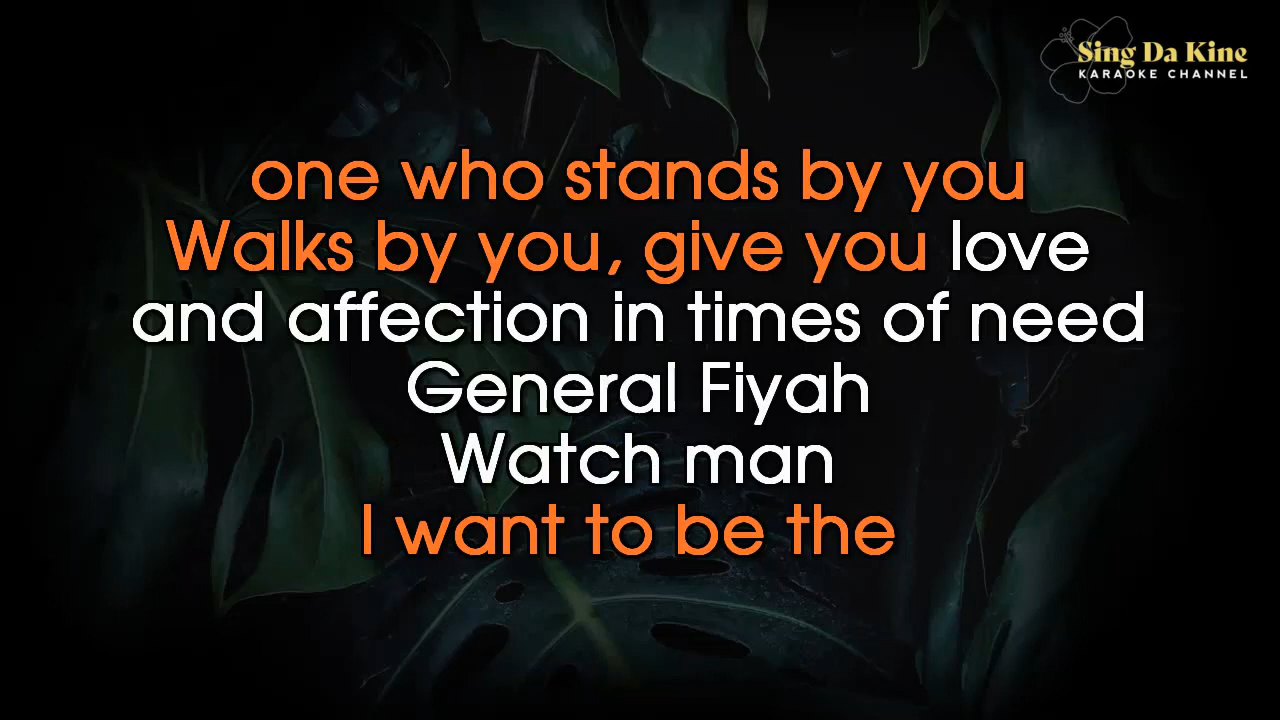 Sing Da Kine
KARAOKE CHANNEL
one who stands by you
Walks by you, give you love
and affection in times of need
General Fiyah
Watch man
I want to be the